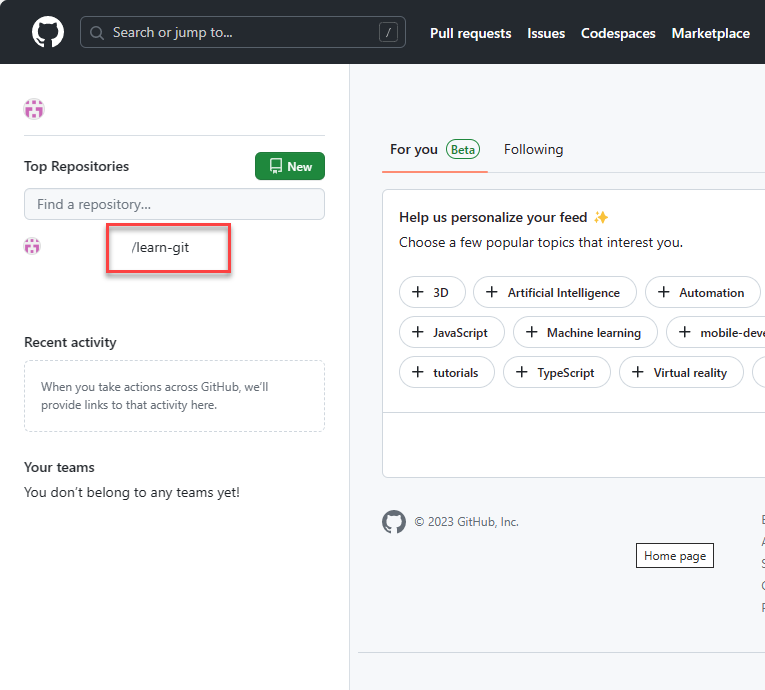 Search or jump to... /
Pull requests Issues Codespaces Marketplace
Top Repositories
New
Find a repository...
/learn-git
Recent activity
When you take actions across GitHub, we'll
provide links to that activity here.
Your teams
You don't belong to any teams yet!
For you Beta Following
Help us personalize your feed ✨
Choose a few popular topics that interest you.
+ 3D + Artificial Intelligence + Automation
+ JavaScript + Machine learning + mobile-deve
+ tutorials + TypeScript + Virtual reality
© 2023 GitHub, Inc.
Home page